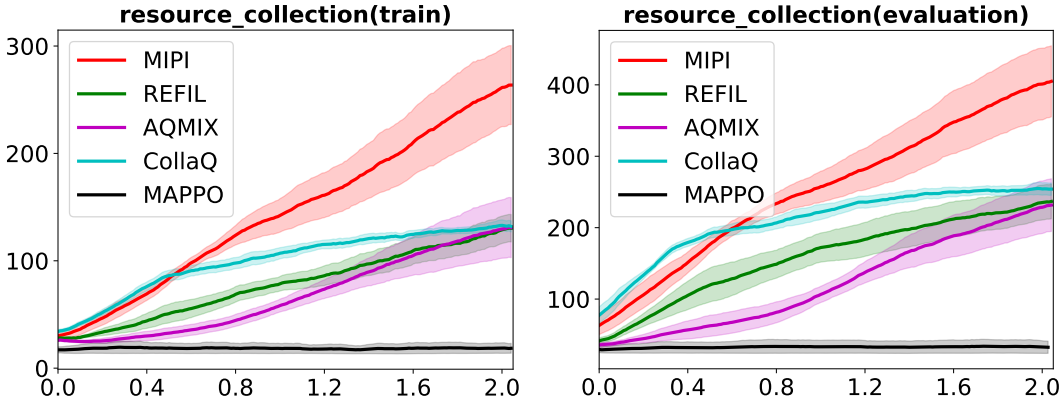 resource_collection(train)
300
200
100
0
MIPI
REFIL
AQMIX
CollaQ
MAPPO
0.0 0.4 0.8 1.2 1.6 2.0
resource_collection(evaluation)
400
300
200
100
MIPI
REFIL
AQMIX
CollaQ
MAPPO
0.0 0.4 0.8 1.2 1.6 2.0